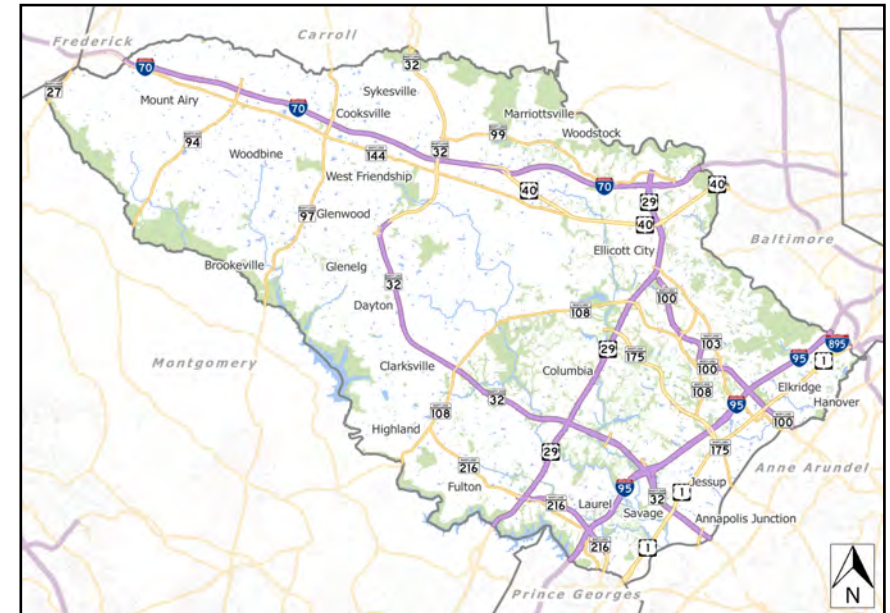 Frederick
Carroll
70
32
27
Mount Airy
Sykesville
70
Cooksville
Marriottsville
94
99
Woodstock
Woodbine
144
32
West Friendship
70
40
40
29
97
Glenwood
40
Ellicott City
Baltimore
Brookeville
Glenelg
32
100
Dayton
108
103
895
Montgomery
29
175
95
1
Clarksville
Columbia
100
Elkridge
32
108
95
Hanover
108
100
Highland
29
175
Anne Arundel
216
Fulton
95
Jessup
32
1
216
Laurel
Savage
Annapolis Junction
216
1
N
Prince Georges